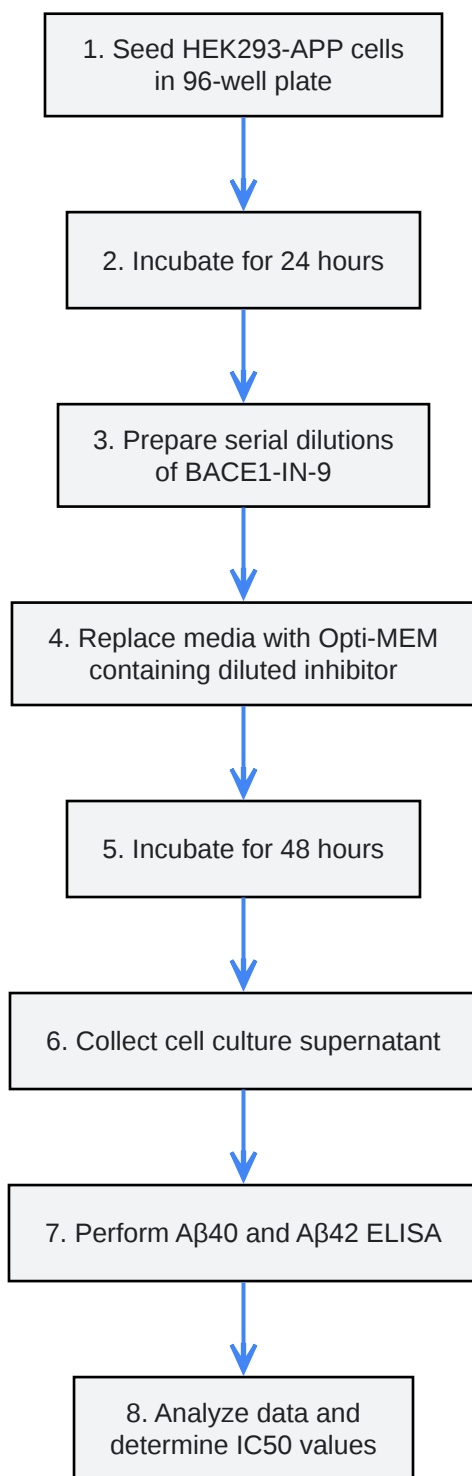 1. Seed HEK293-APP cells
in 96-well plate
2. Incubate for 24 hours
3. Prepare serial dilutions
of BACE1-IN-9
4. Replace media with Opti-MEM
containing diluted inhibitor
5. Incubate for 48 hours
6. Collect cell culture supernatant
7. Perform Aβ40 and Aβ42 ELISA
8. Analyze data and
determine IC50 values